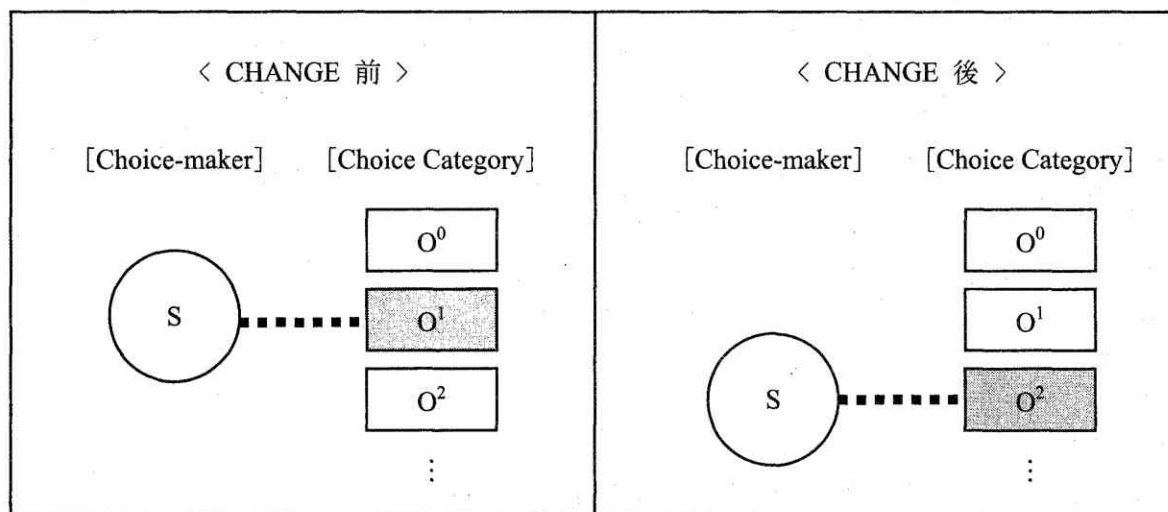 < CHANGE 前 >
[Choice-maker] [Choice Category]
O⁰
S
O¹
O²
⋮
< CHANGE 後 >
[Choice-maker] [Choice Category]
O⁰
O¹
S
O²
⋮